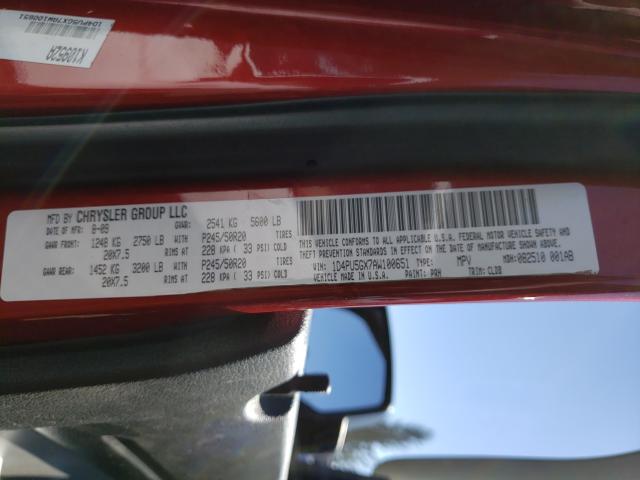 1D4PU5GX7AW100651
K109529
MFD BY CHRYSLER GROUP LLC
DATE OF MFR: 8-09 GVWR: 2541 KG 5600 LB
GAWR FRONT: 1248 KG 2750 LB WITH P245/50R20 TIRES
20X7.5 RIMS AT 228 KPA ( 33 PSI) COLD
GAWR REAR: 1452 KG 3200 LB WITH P245/50R20 TIRES
20X7.5 RIMS AT 228 KPA ( 33 PSI) COLD
THIS VEHICLE CONFORMS TO ALL APPLICABLE U.S.A. FEDERAL MOTOR VEHICLE SAFETY AND
THEFT PREVENTION STANDARDS IN EFFECT ON THE DATE OF MANUFACTURE SHOWN ABOVE.
VIN: 1D4PU5GX7AW100651 TYPE: MPV MDH: 082510 001AB
VEHICLE MADE IN U.S.A. PAINT: PRH TRIM: CLDB